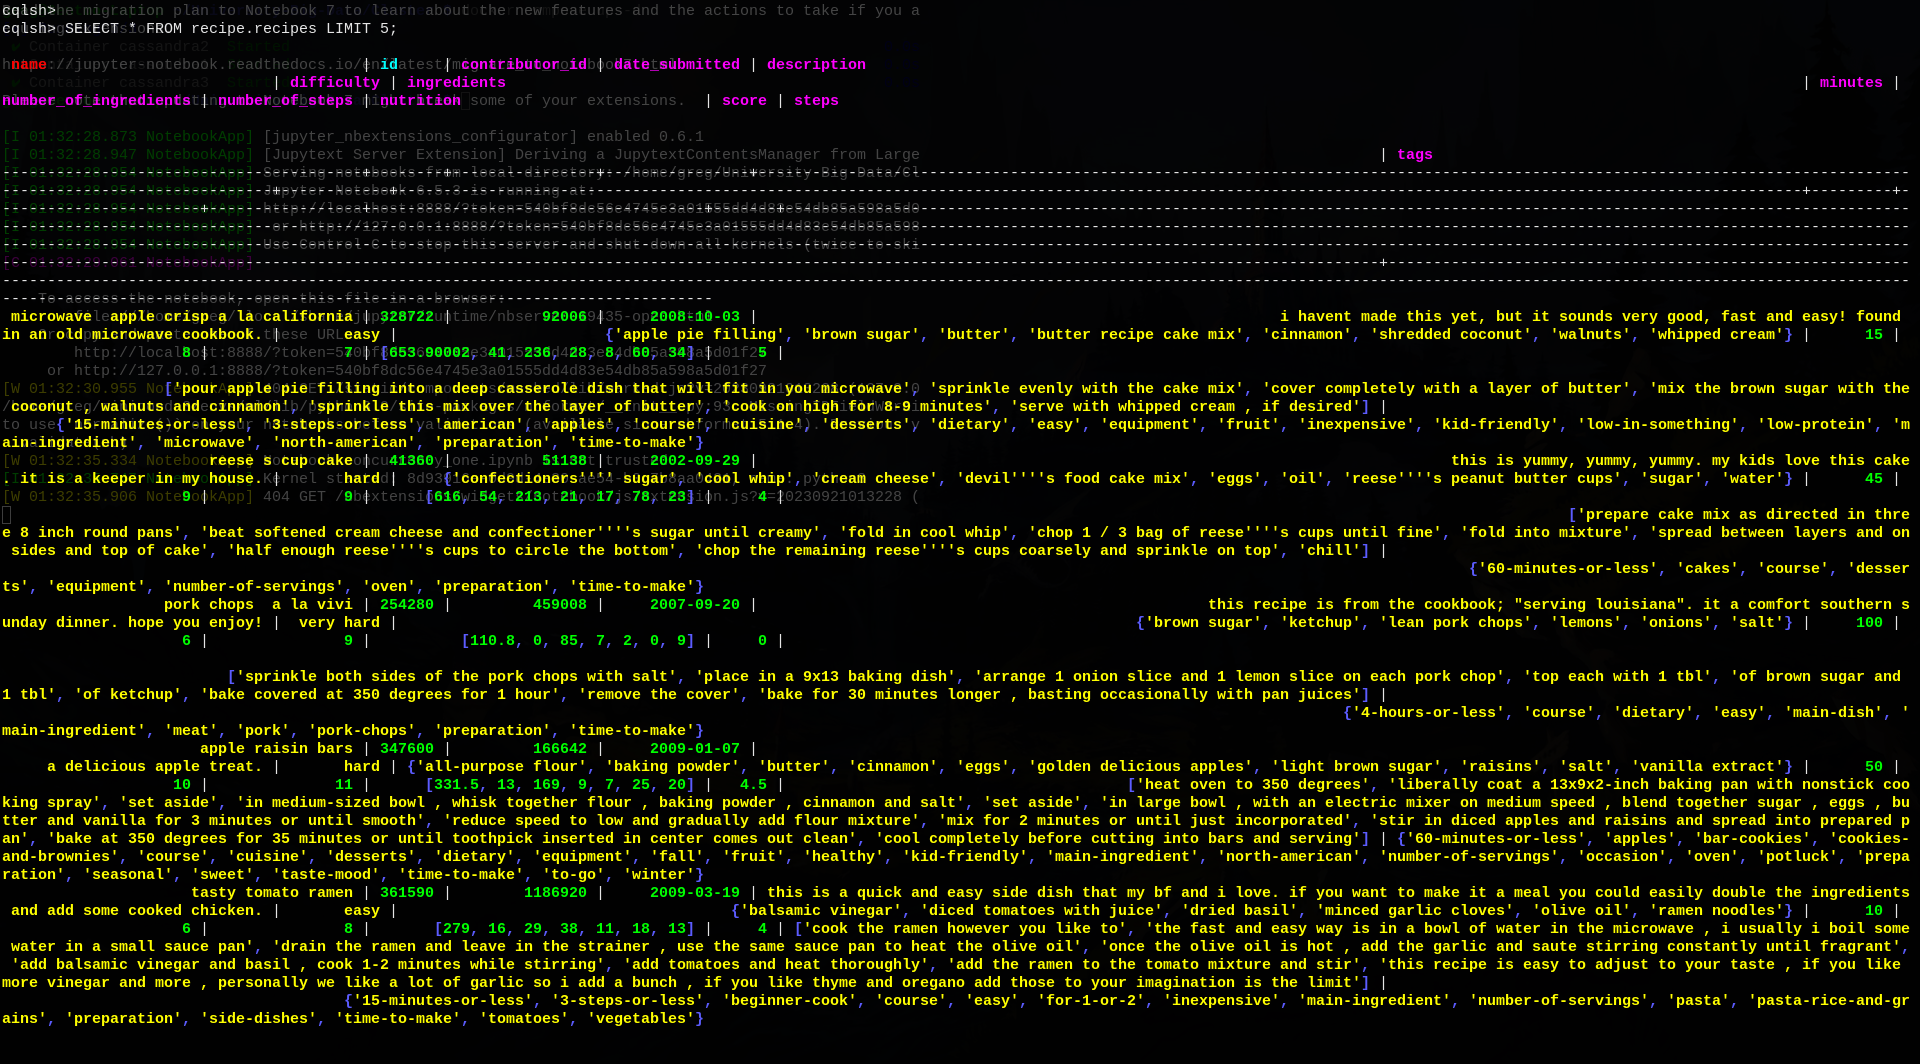 cqlsh>
cqlsh> SELECT * FROM recipe.recipes LIMIT 5;
name | id | contributor_id | date_submitted | description
| difficulty | ingredients | minutes |
number_of_ingredients | number_of_steps | nutrition | score | steps
[I 01:32:28.873 NotebookApp] [jupyter_nbextensions_configurator] enabled 0.6.1
[I 01:32:28.947 NotebookApp] [Jupytext Server Extension] Deriving a JupytextContentsManager from Large
| tags
microwave  apple crisp a la california | 328722 | 92006 | 2008-10-03 | i havent made this yet, but it sounds very good, fast and easy! found
in an old microwave cookbook. | easy | {'apple pie filling', 'brown sugar', 'butter', 'butter recipe cake mix', 'cinnamon', 'shredded coconut', 'walnuts', 'whipped cream'} | 15 |
8 | 7 | [653.90002, 41, 236, 28, 8, 60, 34] | 5 |
['pour apple pie filling into a deep casserole dish that will fit in your microwave', 'sprinkle evenly with the cake mix', 'cover completely with a layer of butter', 'mix the brown sugar with the
coconut , walnuts and cinnamon', 'sprinkle this mix over the layer of butter', 'cook on high for 8-9 minutes', 'serve with whipped cream , if desired'] |
{'15-minutes-or-less', '3-steps-or-less', 'american', 'apples', 'course', 'cuisine', 'desserts', 'dietary', 'easy', 'equipment', 'fruit', 'inexpensive', 'kid-friendly', 'low-in-something', 'low-protein', 'm
ain-ingredient', 'microwave', 'north-american', 'preparation', 'time-to-make'}
reese s cup cake | 41360 | 51138 | 2002-09-29 | this is yummy, yummy, yummy. my kids love this cake
. it is a keeper in my house. | hard | {'confectioners''''' sugar', 'cool whip', 'cream cheese', 'devil''''s food cake mix', 'eggs', 'oil', 'reese''''s peanut butter cups', 'sugar', 'water'} | 45 |
9 | 9 | [616, 54, 213, 21, 17, 78, 23] | 4 |
['prepare cake mix as directed in thre
e 8 inch round pans', 'beat softened cream cheese and confectioner''''s sugar until creamy', 'fold in cool whip', 'chop 1 / 3 bag of reese''''s cups until fine', 'fold into mixture', 'spread between layers and on
sides and top of cake', 'half enough reese''''s cups to circle the bottom', 'chop the remaining reese''''s cups coarsely and sprinkle on top', 'chill'] |
{'60-minutes-or-less', 'cakes', 'course', 'desser
ts', 'equipment', 'number-of-servings', 'oven', 'preparation', 'time-to-make'}
pork chops  a la vivi | 254280 | 459008 | 2007-09-20 | this recipe is from the cookbook; "serving louisiana". it a comfort southern s
unday dinner. hope you enjoy! | very hard | {'brown sugar', 'ketchup', 'lean pork chops', 'lemons', 'onions', 'salt'} | 100 |
6 | 9 | [110.8, 0, 85, 7, 2, 0, 9] | 0 |
['sprinkle both sides of the pork chops with salt', 'place in a 9x13 baking dish', 'arrange 1 onion slice and 1 lemon slice on each pork chop', 'top each with 1 tbl', 'of brown sugar and
1 tbl', 'of ketchup', 'bake covered at 350 degrees for 1 hour', 'remove the cover', 'bake for 30 minutes longer , basting occasionally with pan juices'] |
{'4-hours-or-less', 'course', 'dietary', 'easy', 'main-dish', '
main-ingredient', 'meat', 'pork', 'pork-chops', 'preparation', 'time-to-make'}
apple raisin bars | 347600 | 166642 | 2009-01-07 |
a delicious apple treat. | hard | {'all-purpose flour', 'baking powder', 'butter', 'cinnamon', 'eggs', 'golden delicious apples', 'light brown sugar', 'raisins', 'salt', 'vanilla extract'} | 50 |
10 | 11 | [331.5, 13, 169, 9, 7, 25, 20] | 4.5 | ['heat oven to 350 degrees', 'liberally coat a 13x9x2-inch baking pan with nonstick coo
king spray', 'set aside', 'in medium-sized bowl , whisk together flour , baking powder , cinnamon and salt', 'set aside', 'in large bowl , with an electric mixer on medium speed , blend together sugar , eggs , bu
tter and vanilla for 3 minutes or until smooth', 'reduce speed to low and gradually add flour mixture', 'mix for 2 minutes or until just incorporated', 'stir in diced apples and raisins and spread into prepared p
an', 'bake at 350 degrees for 35 minutes or until toothpick inserted in center comes out clean', 'cool completely before cutting into bars and serving'] | {'60-minutes-or-less', 'apples', 'bar-cookies', 'cookies-
and-brownies', 'course', 'cuisine', 'desserts', 'dietary', 'equipment', 'fall', 'fruit', 'healthy', 'kid-friendly', 'main-ingredient', 'north-american', 'number-of-servings', 'occasion', 'oven', 'potluck', 'prepa
ration', 'seasonal', 'sweet', 'taste-mood', 'time-to-make', 'to-go', 'winter'}
tasty tomato ramen | 361590 | 1186920 | 2009-03-19 | this is a quick and easy side dish that my bf and i love. if you want to make it a meal you could easily double the ingredients
and add some cooked chicken. | easy | {'balsamic vinegar', 'diced tomatoes with juice', 'dried basil', 'minced garlic cloves', 'olive oil', 'ramen noodles'} | 10 |
6 | 8 | [279, 16, 29, 38, 11, 18, 13] | 4 | ['cook the ramen however you like to', 'the fast and easy way is in a bowl of water in the microwave , i usually i boil some
water in a small sauce pan', 'drain the ramen and leave in the strainer , use the same sauce pan to heat the olive oil', 'once the olive oil is hot , add the garlic and saute stirring constantly until fragrant',
'add balsamic vinegar and basil , cook 1-2 minutes while stirring', 'add tomatoes and heat thoroughly', 'add the ramen to the tomato mixture and stir', 'this recipe is easy to adjust to your taste , if you like
more vinegar and more , personally we like a lot of garlic so i add a bunch , if you like thyme and oregano add those to your imagination is the limit'] |
{'15-minutes-or-less', '3-steps-or-less', 'beginner-cook', 'course', 'easy', 'for-1-or-2', 'inexpensive', 'main-ingredient', 'number-of-servings', 'pasta', 'pasta-rice-and-gr
ains', 'preparation', 'side-dishes', 'time-to-make', 'tomatoes', 'vegetables'}